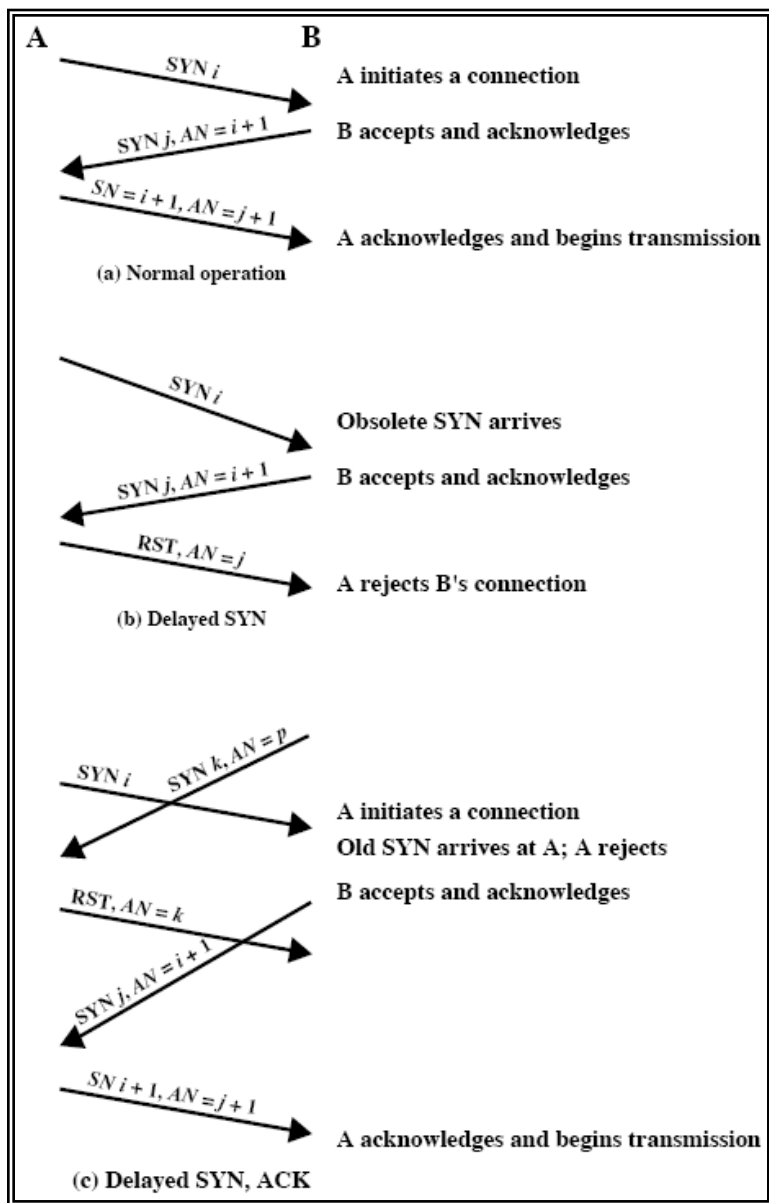 A B
SYN i
A initiates a connection
SYN j, AN = i + 1
B accepts and acknowledges
SN = i + 1, AN = j + 1
A acknowledges and begins transmission
(a) Normal operation
SYN i
Obsolete SYN arrives
SYN j, AN = i + 1
B accepts and acknowledges
RST, AN = j
A rejects B's connection
(b) Delayed SYN
SYN k, AN = p
SYN i
A initiates a connection
Old SYN arrives at A; A rejects
RST, AN = k
B accepts and acknowledges
SYN j, AN = i + 1
SN i + 1, AN = j + 1
A acknowledges and begins transmission
(c) Delayed SYN, ACK